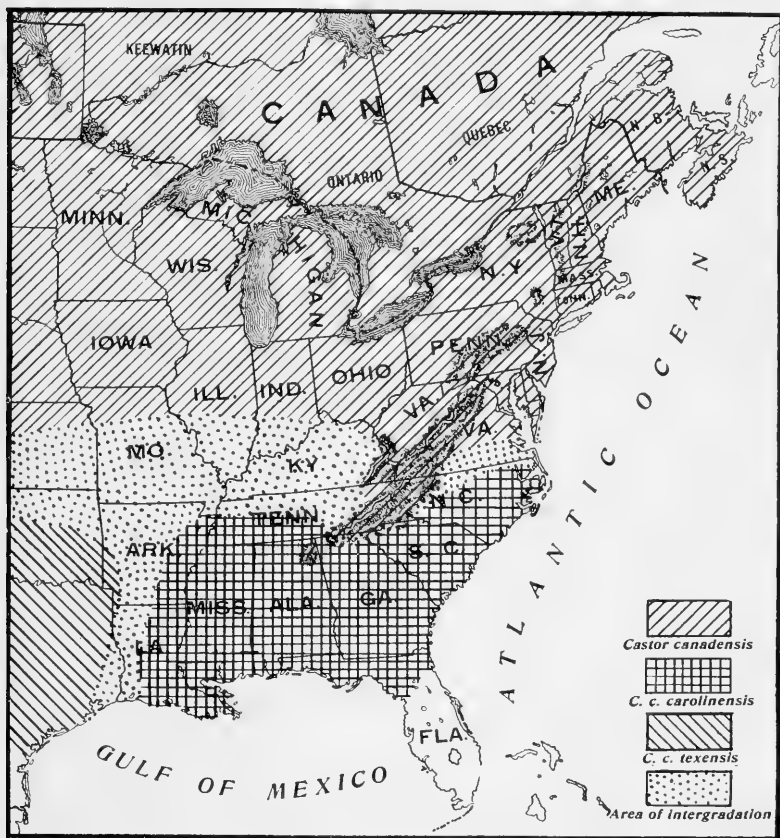 KEEWATIN
CANADA
QUEBEC
ONTARIO
N B
N S
ME.
MINN.
MICHIGAN
WIS.
N.Y
V.T
N.H
MASS.
CONN.
IOWA
PENN.
N.J.
ILL.
IND.
OHIO
VA.
VA
MO
KY
N.C.
TENN.
ARK.
S.C.
MISS.
ALA.
GA.
LA
FLA.
ATLANTIC OCEAN
GULF OF MEXICO
Castor canadensis
C. c. carolinensis
C. c. texensis
Area of intergradation